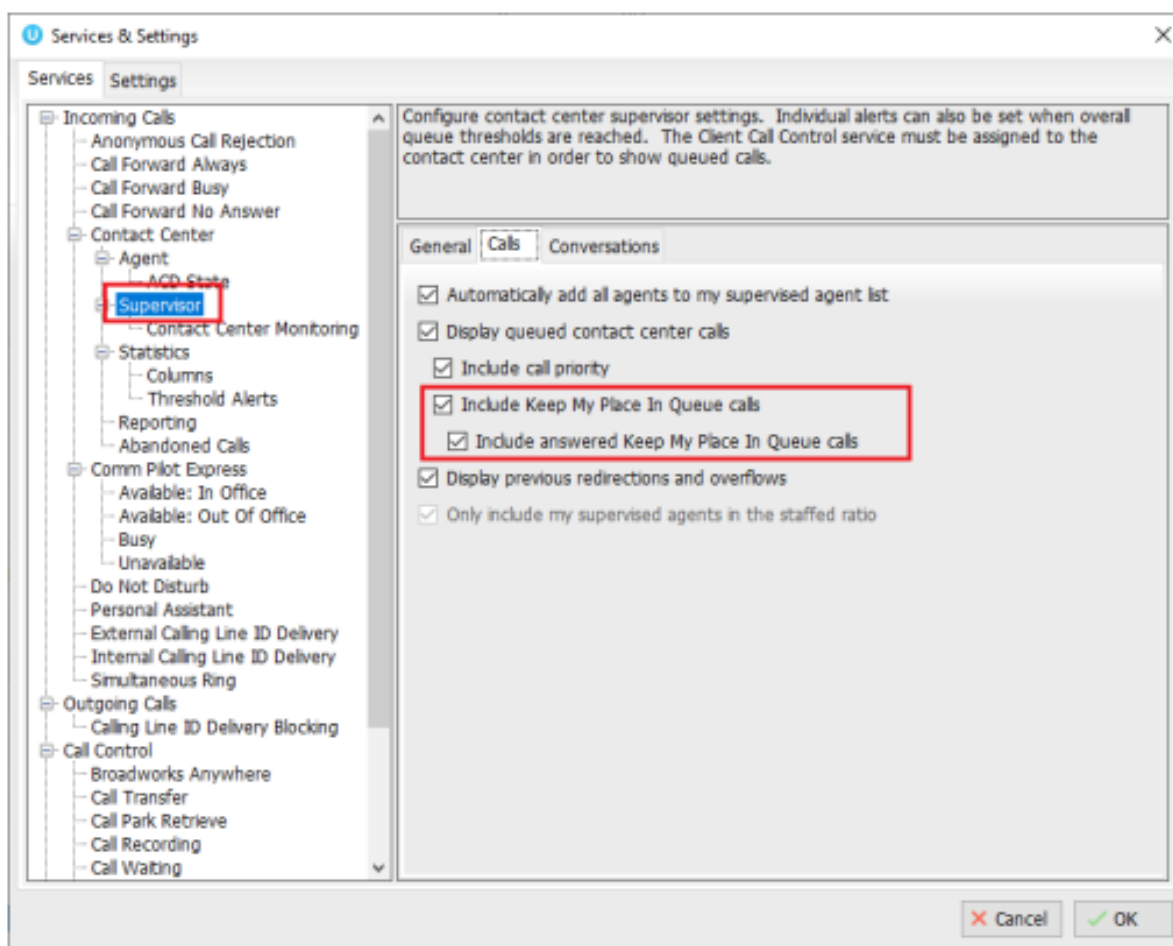 Services & Settings
Services
Settings
Incoming Calls
Anonymous Call Rejection
Call Forward Always
Call Forward Busy
Call Forward No Answer
Contact Center
Agent
ACD State
Supervisor
Contact Center Monitoring
Statistics
Columns
Threshold Alerts
Reporting
Abandoned Calls
Comm Pilot Express
Available: In Office
Available: Out Of Office
Busy
Unavailable
Do Not Disturb
Personal Assistant
External Calling Line ID Delivery
Internal Calling Line ID Delivery
Simultaneous Ring
Outgoing Calls
Calling Line ID Delivery Blocking
Call Control
Broadworks Anywhere
Call Transfer
Call Park Retrieve
Call Recording
Call Waiting
Configure contact center supervisor settings. Individual alerts can also be set when overall
queue thresholds are reached. The Client Call Control service must be assigned to the
contact center in order to show queued calls.
General
Calls
Conversations
Automatically add all agents to my supervised agent list
Display queued contact center calls
Include call priority
Include Keep My Place In Queue calls
Include answered Keep My Place In Queue calls
Display previous redirections and overflows
Only include my supervised agents in the staffed ratio
Cancel
OK